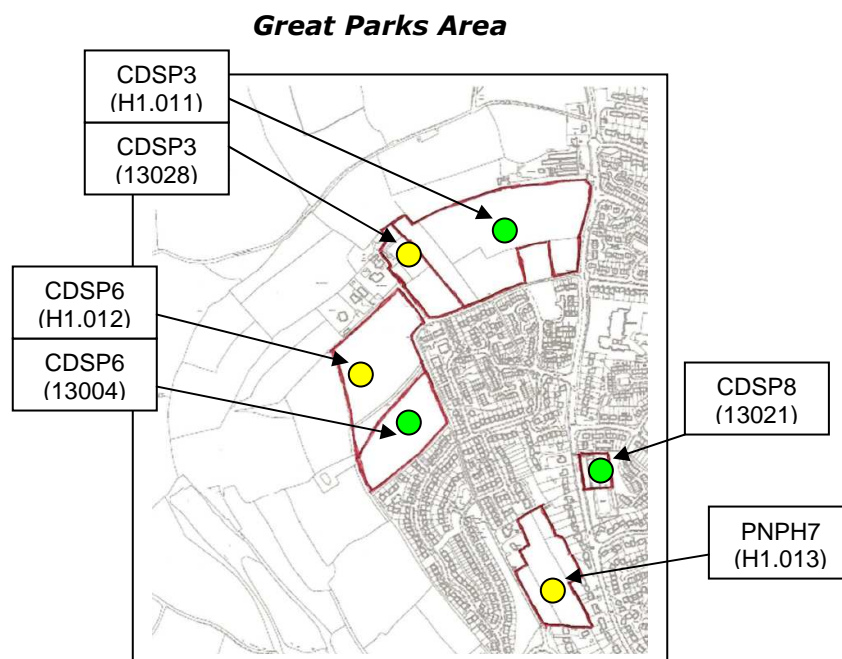 Great Parks Area
CDSP3
(H1.011)
CDSP3
(13028)
CDSP6
(H1.012)
CDSP6
(13004)
CDSP8
(13021)
PNPH7
(H1.013)